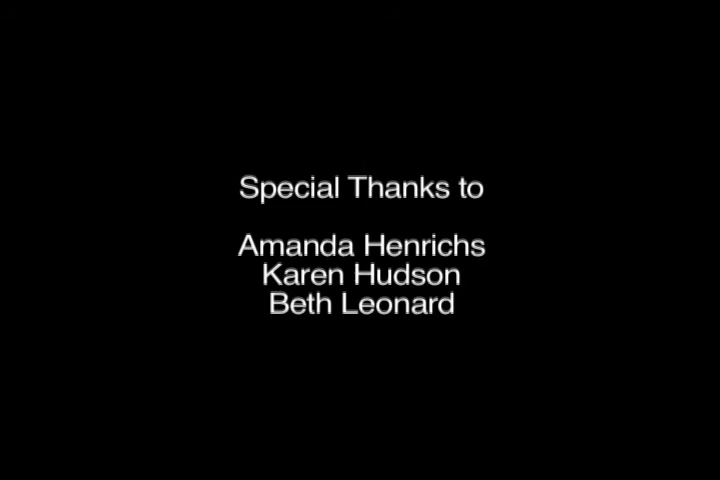 Special Thanks to
Amanda Henrichs
Karen Hudson
Beth Leonard